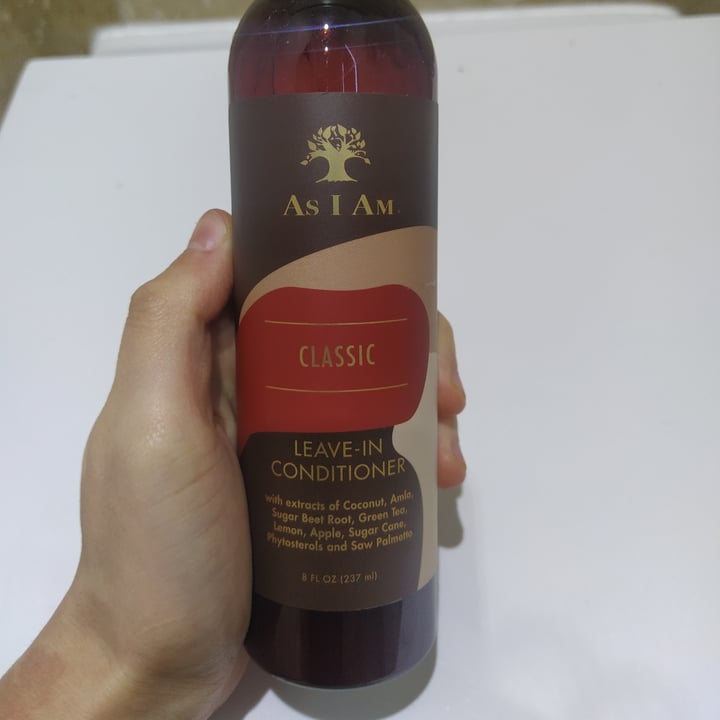 AS I AM
CLASSIC
LEAVE-IN
CONDITIONER
with extracts of Coconut, Amla,
Sugar Beet Root, Green Tea,
Lemon, Apple, Sugar Cane,
Phytosterols and Saw Palmetto
8 FL OZ (237 ml)